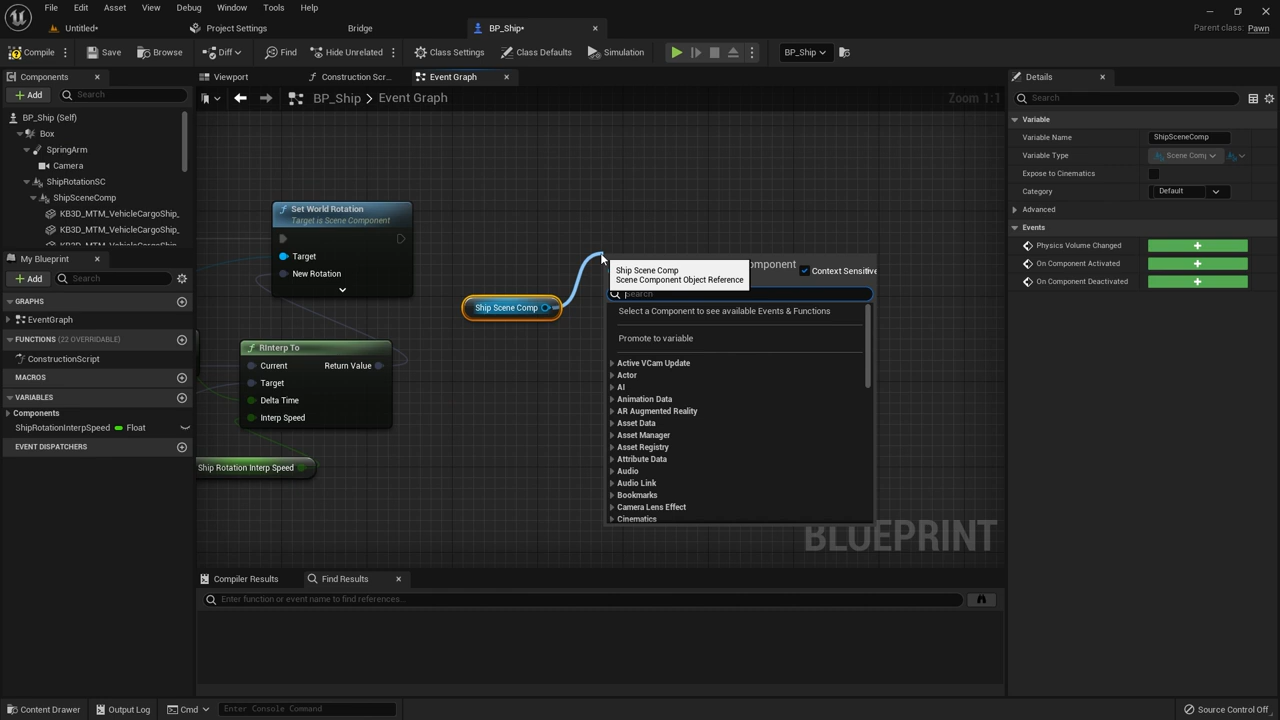 File Edit Asset View Debug Window Tools Help
Untitled* Project Settings Bridge BP_Ship* Parent class: Pawn
Compile Save Browse Diff Find Hide Unrelated Class Settings Class Defaults Simulation BP_Ship
Components Viewport Construction Scr... Event Graph Details
Add Search BP_Ship > Event Graph Zoom 1:1 Search
BP_Ship (Self)
Box
SpringArm
Camera
ShipRotationSC
ShipSceneComp
KB3D_MTM_VehicleCargoShip_
KB3D_MTM_VehicleCargoShip_
KB3D_MTM_VehicleCargoShip_
My Blueprint
Add Search
GRAPHS
EventGraph
FUNCTIONS (22 OVERRIDABLE)
ConstructionScript
MACROS
VARIABLES
Components
ShipRotationInterpSpeed Float
EVENT DISPATCHERS
Set World Rotation
Target is Scene Component
Target
New Rotation
RInterp To
Current Return Value
Target
Delta Time
Interp Speed
Ship Rotation Interp Speed
Ship Scene Comp
Ship Scene Comp
Scene Component Object Reference
omponent Context Sensitive
Search
Select a Component to see available Events & Functions
Promote to variable
Active VCam Update
Actor
AI
Animation Data
AR Augmented Reality
Asset Data
Asset Manager
Asset Registry
Attribute Data
Audio
Audio Link
Bookmarks
Camera Lens Effect
Cinematics
BLUEPRINT
Variable
Variable Name ShipSceneComp
Variable Type Scene Com
Expose to Cinematics
Category Default
Advanced
Events
Physics Volume Changed
On Component Activated
On Component Deactivated
Compiler Results Find Results
Enter function or event name to find references...
Content Drawer Output Log Cmd Enter Console Command Source Control Off